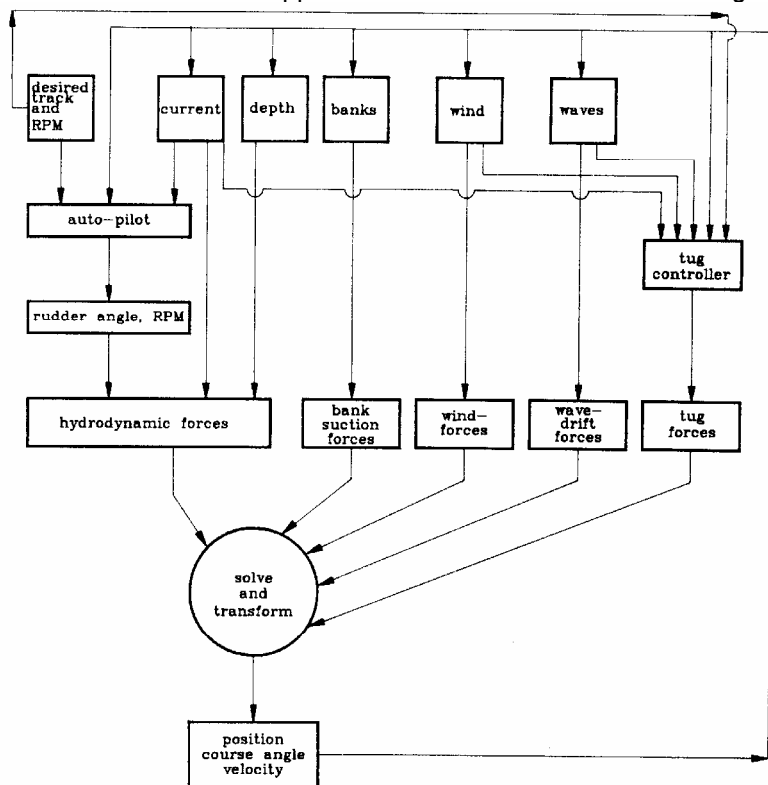 desired
track
and
RPM
current
depth
banks
wind
waves
auto-pilot
tug
controller
rudder angle, RPM
hydrodynamic forces
bank
suction
forces
wind-
forces
wave-
drift
forces
tug
forces
solve
and
transform
position
course angle
velocity